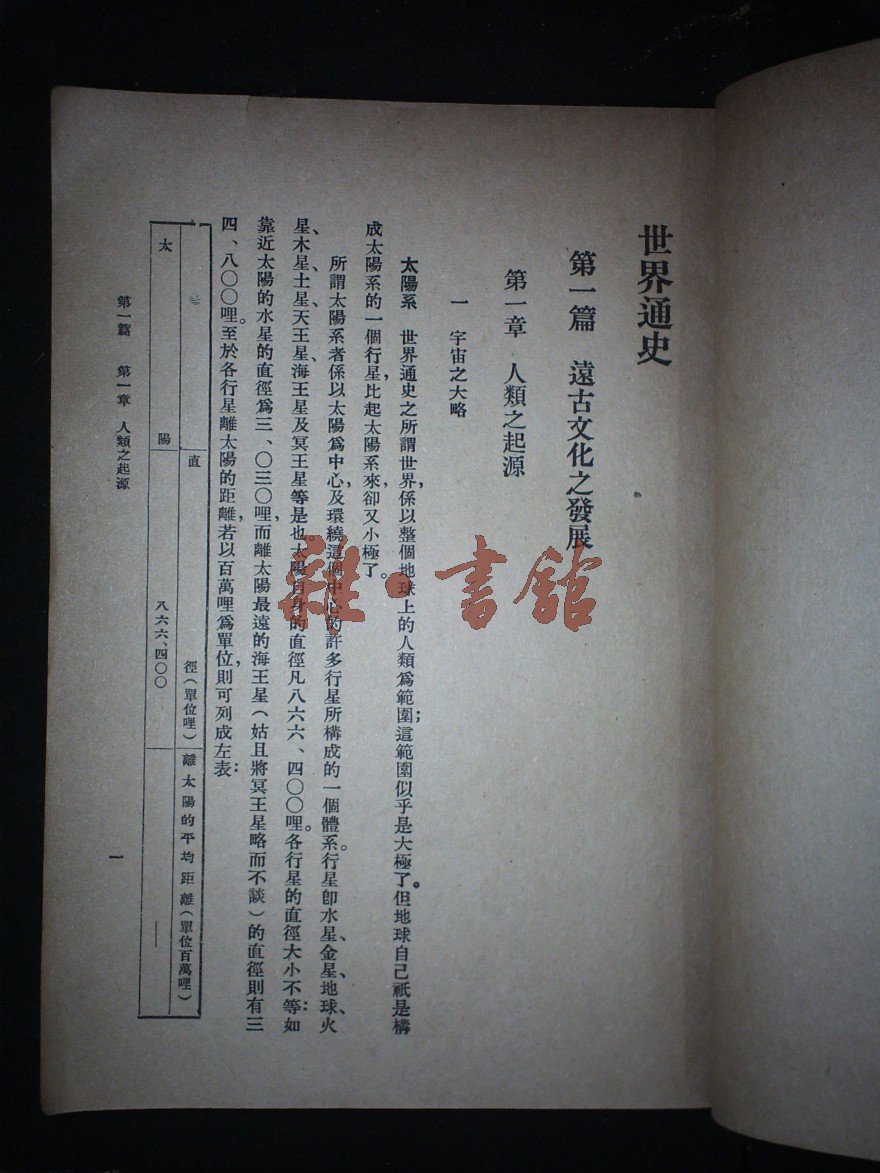 世界通史
第一篇 遠古文化之發展
第一章 人類之起源
一 宇宙之大略
太陽系 世界通史之所謂世界，係以整個地球上的人類爲範圍；這範圍似乎是大極了。但地球自己祇是構
成太陽系的一個行星，比起太陽系來，卻又小極了。
所謂太陽系者，係以太陽爲中心，及環繞這個中心的許多行星所構成的一個體系。行星卽水星、金星、地球、火
星、木星、土星、天王星、海王星及冥王星等是也。太陽自身的直徑凡八六六、四〇〇哩。各行星的直徑大小不等：如
靠近太陽的水星的直徑爲三、〇三〇哩，而離太陽最遠的海王星（姑且將冥王星略而不談）的直徑則有三
四、八〇〇哩。至於各行星離太陽的距離，若以百萬哩爲單位，則可列成左表：
直徑（單位哩） 離太陽的平均距離（單位百萬哩）
太陽 八六六、四〇〇 ——
第一篇 第一章 人類之起源
一
雜·書館